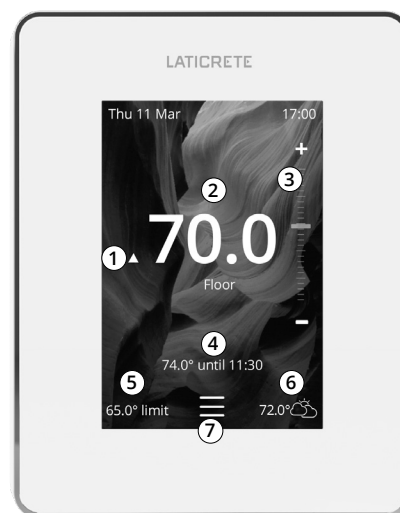 LATICRETE
Thu 11 Mar 17:00
+
2
3
1 70.0
Floor
−
4
74.0° until 11:30
5 6
65.0° limit 72.0°
7